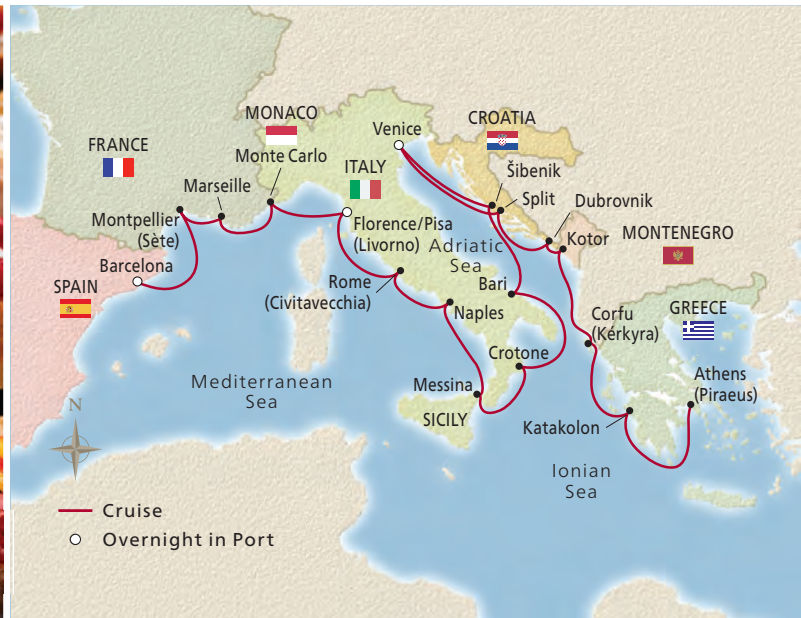 MONACO
CROATIA
Venice
FRANCE
Monte Carlo
ITALY
Šibenik
Marseille
Split
Dubrovnik
Montpellier
(Sète)
Florence/Pisa
(Livorno)
Adriatic
Sea
Kotor
MONTENEGRO
Barcelona
SPAIN
Rome
(Civitavecchia)
Bari
Naples
Corfu
(Kérkyra)
GREECE
Crotone
Mediterranean
Sea
Messina
Athens
(Piraeus)
SICILY
Katakolon
N
Ionian
Sea
Cruise
Overnight in Port